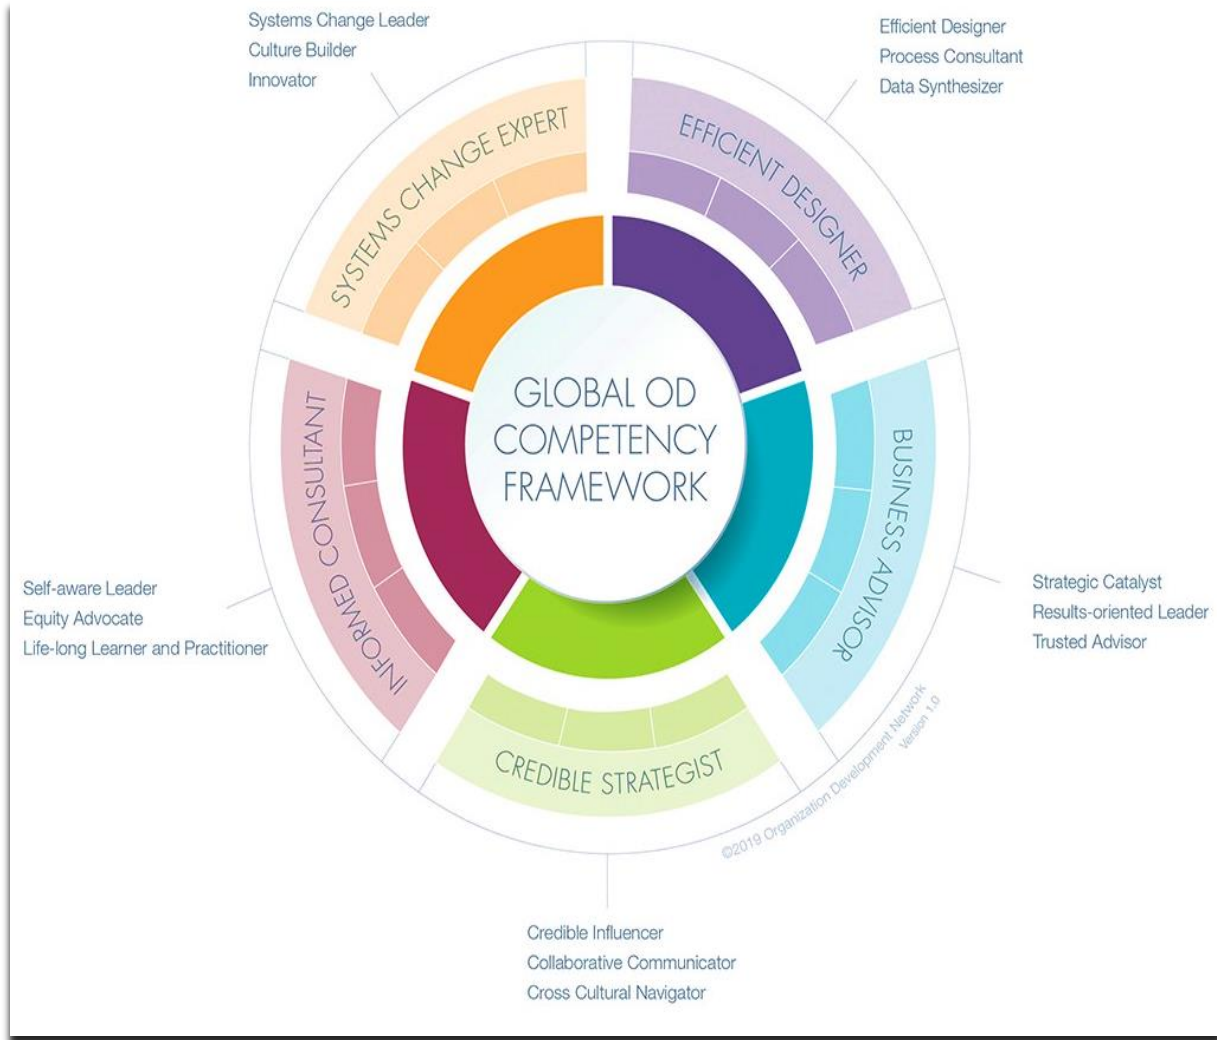 Systems Change Leader
Culture Builder
Innovator
Efficient Designer
Process Consultant
Data Synthesizer
SYSTEMS CHANGE EXPERT
EFFICIENT DESIGNER
GLOBAL OD
COMPETENCY
FRAMEWORK
INFORMED CONSULTANT
BUSINESS ADVISOR
Self-aware Leader
Equity Advocate
Life-long Learner and Practitioner
Strategic Catalyst
Results-oriented Leader
Trusted Advisor
CREDIBLE STRATEGIST
©2019 Organization Development Network
Version 1.0
Credible Influencer
Collaborative Communicator
Cross Cultural Navigator